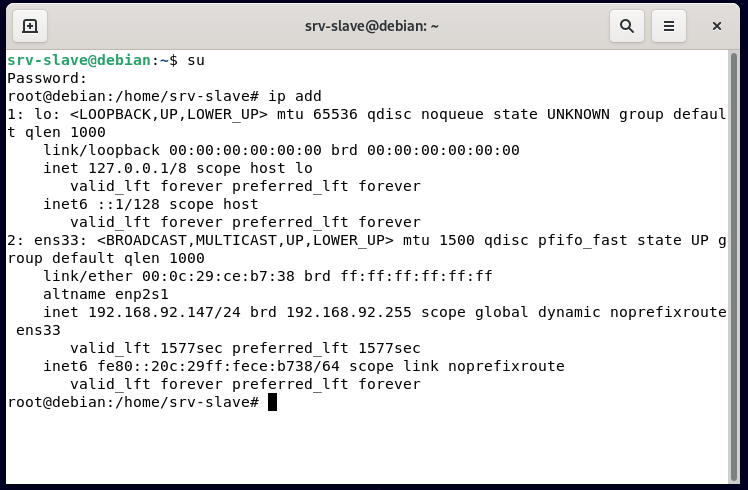 srv-slave@debian: ~
srv-slave@debian:~$ su
Password:
root@debian:/home/srv-slave# ip add
1: lo: <LOOPBACK,UP,LOWER_UP> mtu 65536 qdisc noqueue state UNKNOWN group defaul
t qlen 1000
    link/loopback 00:00:00:00:00:00 brd 00:00:00:00:00:00
    inet 127.0.0.1/8 scope host lo
       valid_lft forever preferred_lft forever
    inet6 ::1/128 scope host
       valid_lft forever preferred_lft forever
2: ens33: <BROADCAST,MULTICAST,UP,LOWER_UP> mtu 1500 qdisc pfifo_fast state UP g
roup default qlen 1000
    link/ether 00:0c:29:ce:b7:38 brd ff:ff:ff:ff:ff:ff
    altname enp2s1
    inet 192.168.92.147/24 brd 192.168.92.255 scope global dynamic noprefixroute
 ens33
       valid_lft 1577sec preferred_lft 1577sec
    inet6 fe80::20c:29ff:fece:b738/64 scope link noprefixroute
       valid_lft forever preferred_lft forever
root@debian:/home/srv-slave#